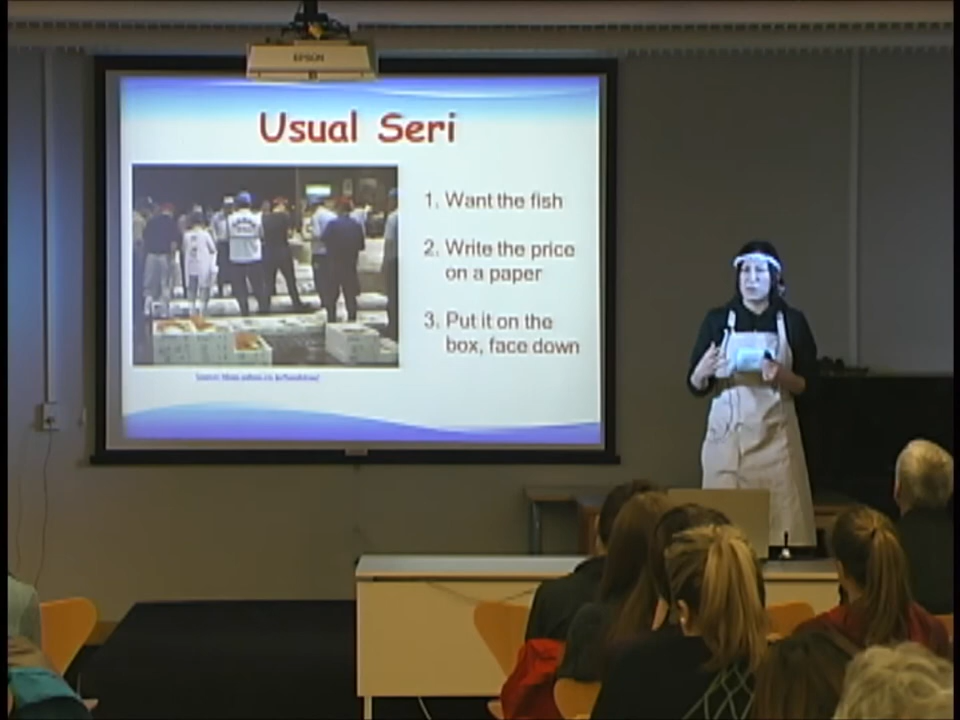 EPSON
Usual Seri
1. Want the fish
2. Write the price
on a paper
3. Put it on the
box, face down